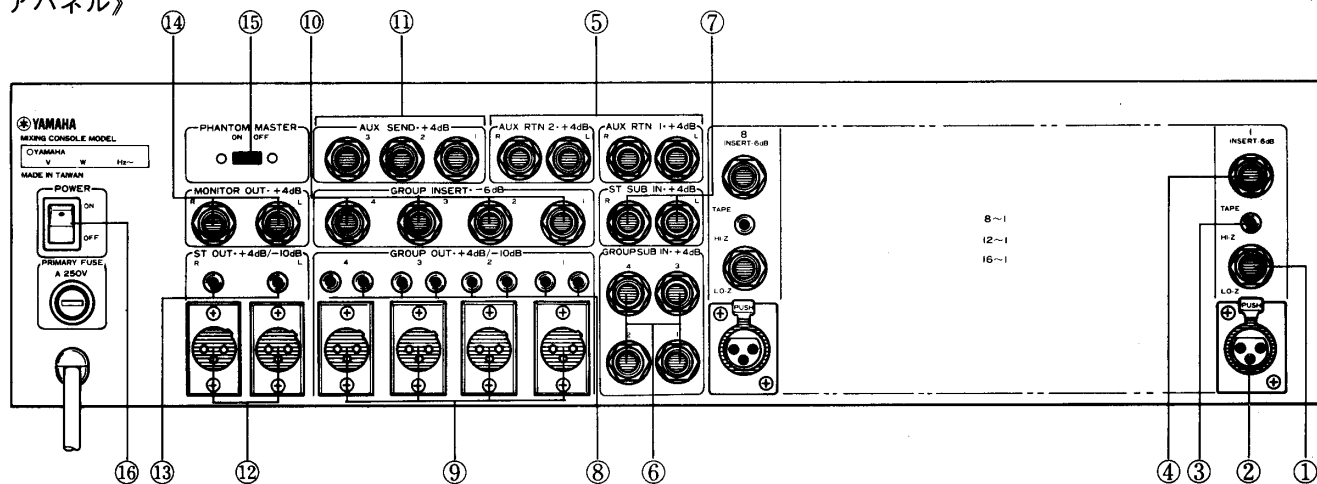 アパネル》
⑭ ⑮ ⑩ ⑪ ⑤ ⑦
YAMAHA
MIXING CONSOLE MODEL
YAMAHA
V W Hz~
MADE IN TAIWAN
POWER
ON
OFF
PRIMARY FUSE
A 250V
PHANTOM MASTER
ON OFF
AUX SEND·+4dB
3 2 1
AUX RTN 2·+4dB
R L
AUX RTN 1·+4dB
R L
MONITOR OUT·+4dB
R L
GROUP INSERT·-6dB
4 3 2 1
ST SUB IN·+4dB
R L
ST OUT·+4dB/-10dB
R L
GROUP OUT·+4dB/-10dB
4 3 2 1
GROUP SUB IN·+4dB
4 3
2 1
8
INSERT·6dB
TAPE
HI-Z
LO-Z
PUSH
8~1
12~1
16~1
1
INSERT·6dB
TAPE
HI-Z
LO-Z
PUSH
⑯ ⑬ ⑫ ⑨ ⑧ ⑥ ④ ③ ② ①